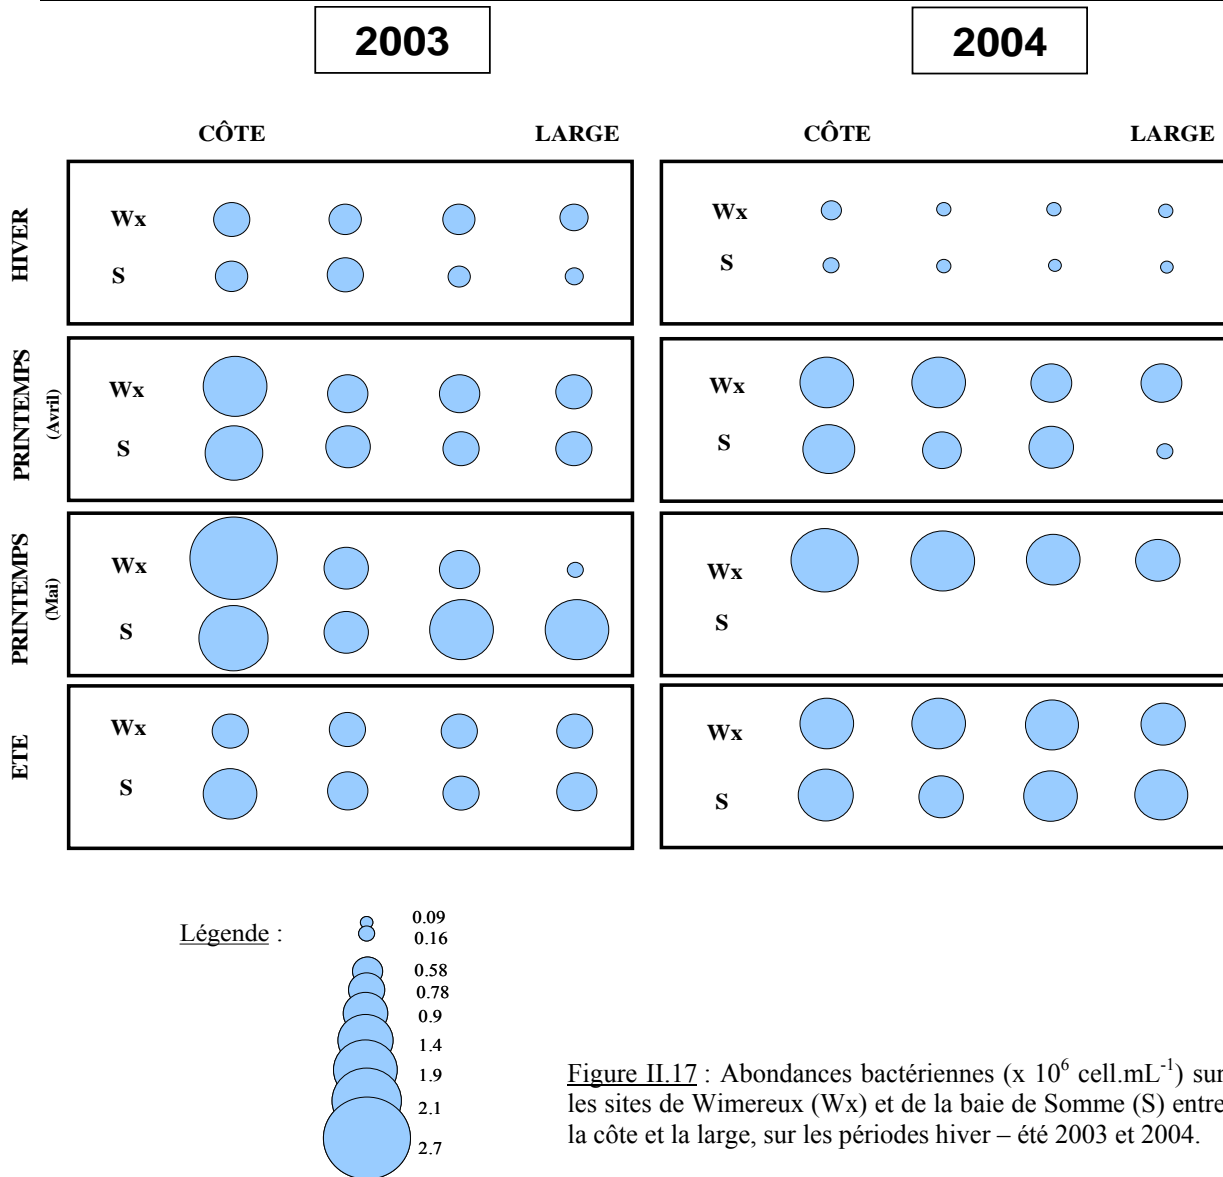 2003 2004
CÔTE LARGE CÔTE LARGE
HIVER
Wx Wx
S S
PRINTEMPS
(Avril)
Wx Wx
S S
PRINTEMPS
(Mai)
Wx Wx
S S
ETE
Wx Wx
S S
Légende :
0.09
0.16
0.58
0.78
0.9
1.4
1.9
2.1
2.7
Figure II.17 : Abondances bactériennes (x 10⁶ cell.mL⁻¹) sur
les sites de Wimereux (Wx) et de la baie de Somme (S) entre
la côte et la large, sur les périodes hiver – été 2003 et 2004.